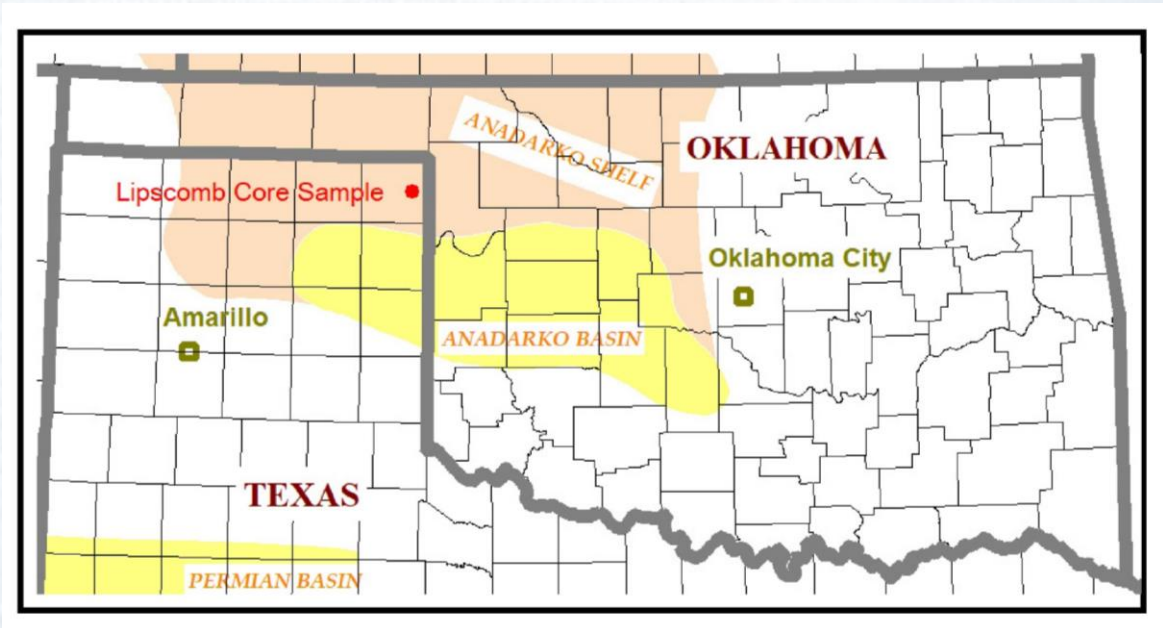 ANADARKO SHELF
OKLAHOMA
Lipscomb Core Sample
Oklahoma City
Amarillo
ANADARKO BASIN
TEXAS
PERMIAN BASIN